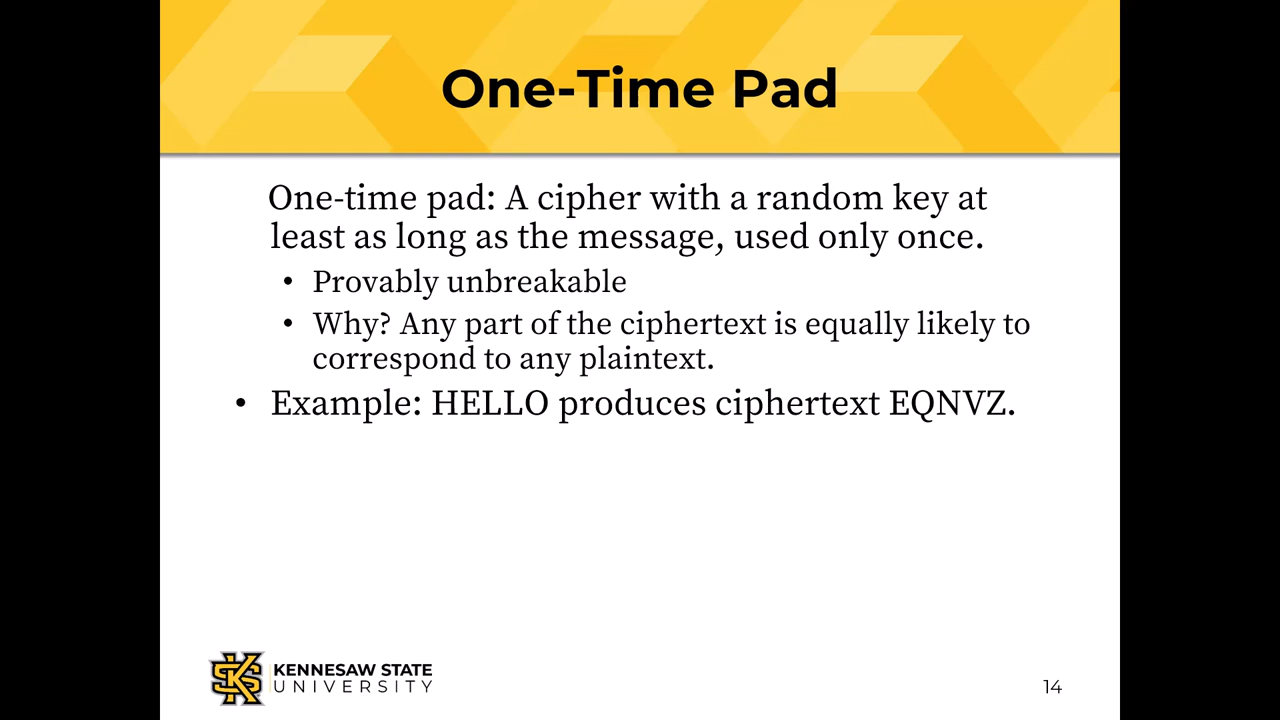 One-Time Pad
One-time pad: A cipher with a random key at
least as long as the message, used only once.
• Provably unbreakable
• Why? Any part of the ciphertext is equally likely to
correspond to any plaintext.
• Example: HELLO produces ciphertext EQNVZ.
KENNESAW STATE
UNIVERSITY
14